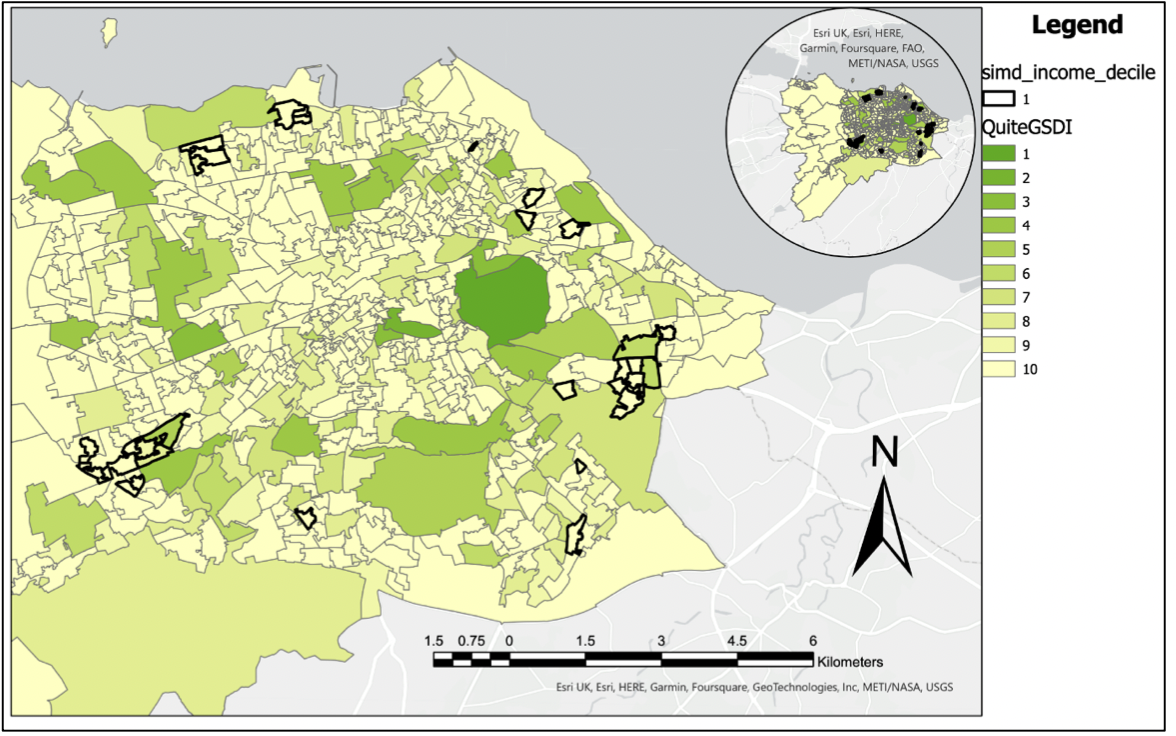 Legend
simd_income_decile
1
QuiteGSDI
1
2
3
4
5
6
7
8
9
10
Esri UK, Esri, HERE,
Garmin, Foursquare, FAO,
METI/NASA, USGS
N
1.5 0.75 0 1.5 3 4.5 6
Kilometers
Esri UK, Esri, HERE, Garmin, Foursquare, GeoTechnologies, Inc, METI/NASA, USGS